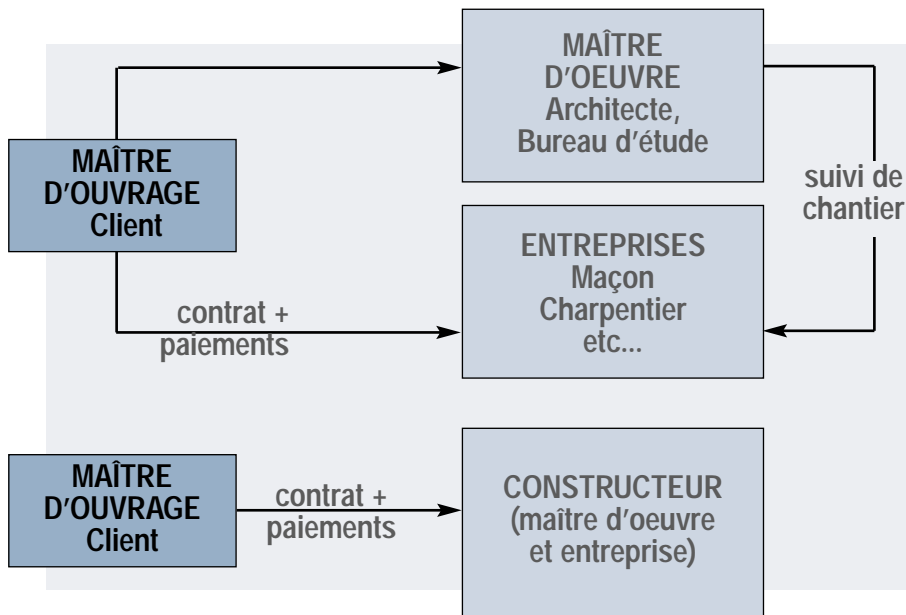 MAÎTRE
D'OEUVRE
Architecte,
Bureau d'étude
MAÎTRE
D'OUVRAGE
Client
suivi de
chantier
ENTREPRISES
Maçon
Charpentier
etc...
contrat +
paiements
MAÎTRE
D'OUVRAGE
Client
contrat +
paiements
CONSTRUCTEUR
(maître d'oeuvre
et entreprise)